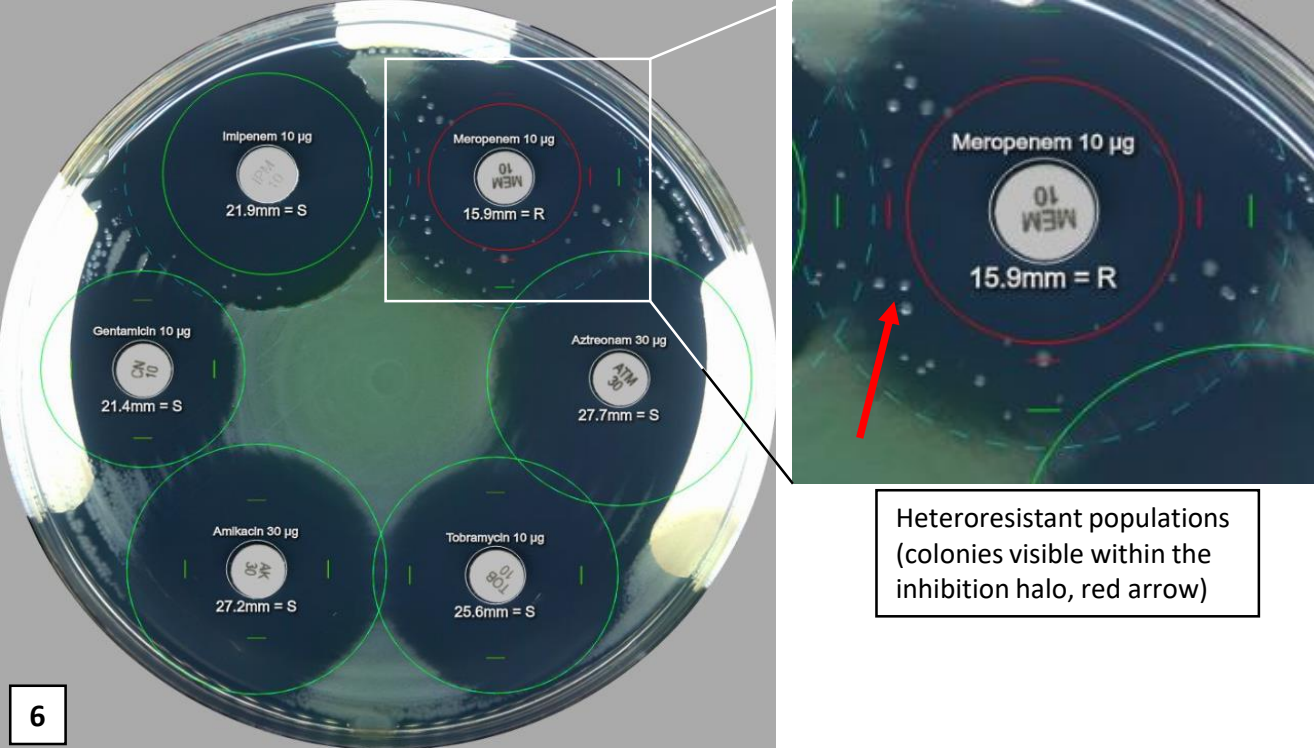 Imipenem 10 µg
IPM
10
21.9mm = S
Meropenem 10 µg
MEM
10
15.9mm = R
Gentamicin 10 µg
CN
10
21.4mm = S
Aztreonam 30 µg
ATM
30
27.7mm = S
Amikacin 30 µg
AK
30
27.2mm = S
Tobramycin 10 µg
TOB
10
25.6mm = S
6
Meropenem 10 µg
MEM
10
15.9mm = R
Heteroresistant populations
(colonies visible within the
inhibition halo, red arrow)